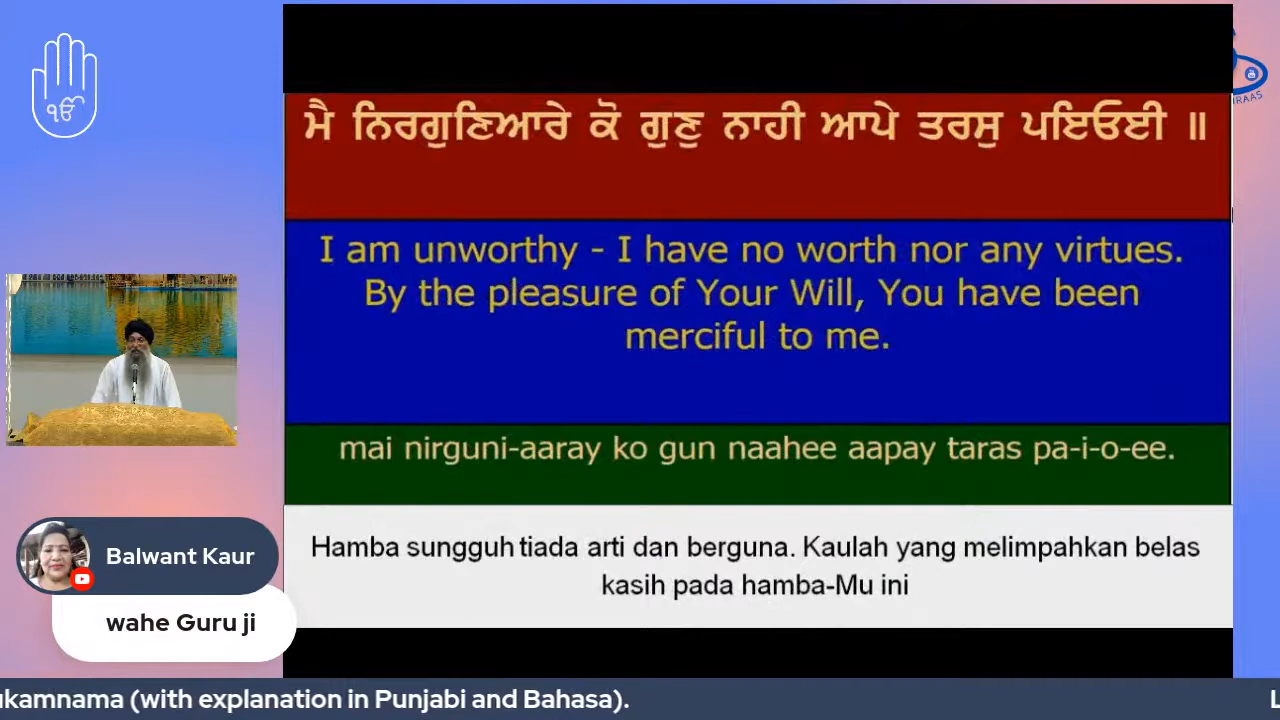 ੴ
IRAAS
ਮੈ ਨਿਰਗੁਣਿਆਰੇ ਕੋ ਗੁਣੁ ਨਾਹੀ ਆਪੇ ਤਰਸੁ ਪਇਓਈ ॥
I am unworthy - I have no worth nor any virtues.
By the pleasure of Your Will, You have been
merciful to me.
mai nirguni-aaray ko gun naahee aapay taras pa-i-o-ee.
Hamba sungguh tiada arti dan berguna. Kaulah yang melimpahkan belas
kasih pada hamba-Mu ini
Balwant Kaur
wahe Guru ji
ukamnama (with explanation in Punjabi and Bahasa).